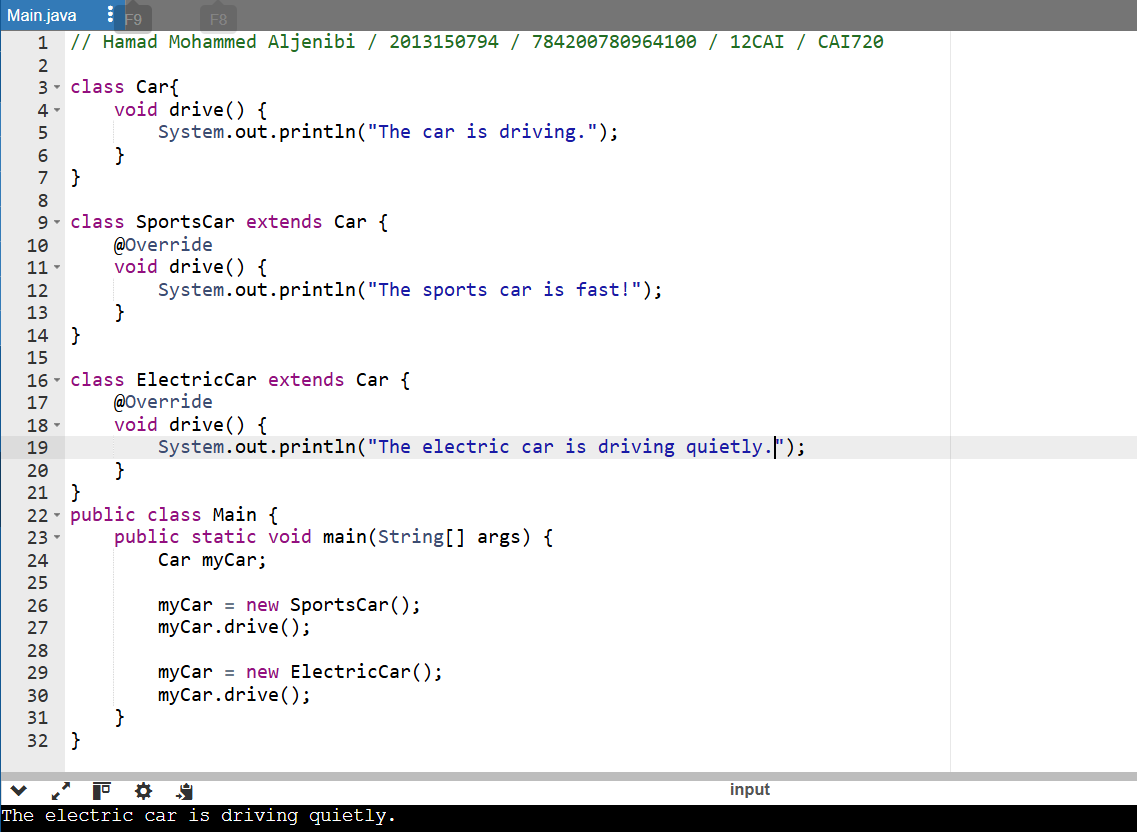 Main.java F9 F8
1 // Hamad Mohammed Aljenibi / 2013150794 / 784200780964100 / 12CAI / CAI720
2
3 class Car{
4     void drive() {
5         System.out.println("The car is driving.");
6     }
7 }
8
9 class SportsCar extends Car {
10     @Override
11     void drive() {
12         System.out.println("The sports car is fast!");
13     }
14 }
15
16 class ElectricCar extends Car {
17     @Override
18     void drive() {
19         System.out.println("The electric car is driving quietly.");
20     }
21 }
22 public class Main {
23     public static void main(String[] args) {
24         Car myCar;
25
26         myCar = new SportsCar();
27         myCar.drive();
28
29         myCar = new ElectricCar();
30         myCar.drive();
31     }
32 }
input
The electric car is driving quietly.